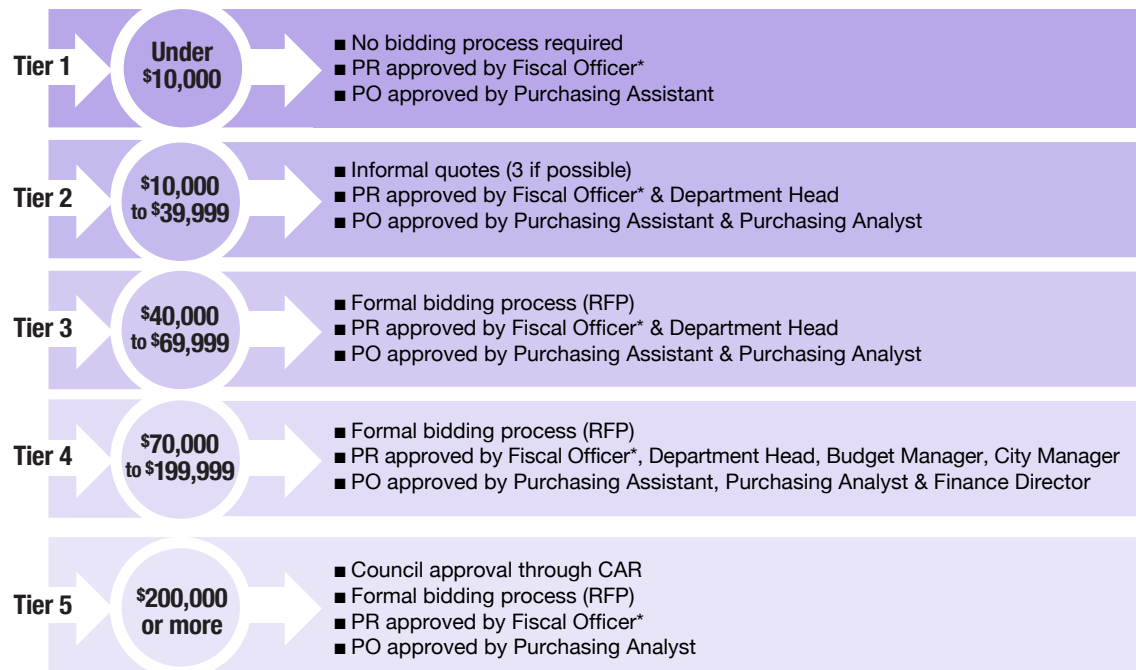 Tier 1
Under
$10,000
■ No bidding process required
■ PR approved by Fiscal Officer*
■ PO approved by Purchasing Assistant
Tier 2
$10,000
to $39,999
■ Informal quotes (3 if possible)
■ PR approved by Fiscal Officer* & Department Head
■ PO approved by Purchasing Assistant & Purchasing Analyst
Tier 3
$40,000
to $69,999
■ Formal bidding process (RFP)
■ PR approved by Fiscal Officer* & Department Head
■ PO approved by Purchasing Assistant & Purchasing Analyst
Tier 4
$70,000
to $199,999
■ Formal bidding process (RFP)
■ PR approved by Fiscal Officer*, Department Head, Budget Manager, City Manager
■ PO approved by Purchasing Assistant, Purchasing Analyst & Finance Director
Tier 5
$200,000
or more
■ Council approval through CAR
■ Formal bidding process (RFP)
■ PR approved by Fiscal Officer*
■ PO approved by Purchasing Analyst